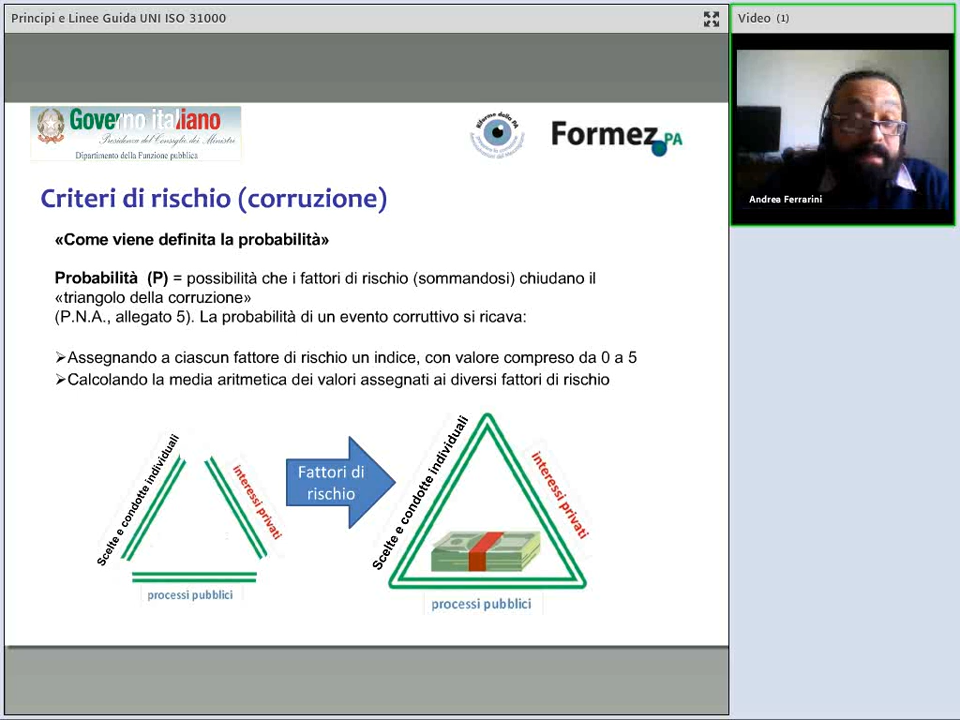 Principi e Linee Guida UNI ISO 31000
Video (1)
Governo italiano
Presidenza del Consiglio dei Ministri
Dipartimento della Funzione pubblica
Riforma della PA
Formez PA
Andrea Ferrarini
Criteri di rischio (corruzione)
«Come viene definita la probabilità»
Probabilità (P) = possibilità che i fattori di rischio (sommandosi) chiudano il
«triangolo della corruzione»
(P.N.A., allegato 5). La probabilità di un evento corruttivo si ricava:
➢Assegnando a ciascun fattore di rischio un indice, con valore compreso da 0 a 5
➢Calcolando la media aritmetica dei valori assegnati ai diversi fattori di rischio
Scelte e condotte individuali
interessi privati
processi pubblici
Fattori di
rischio
Scelte e condotte individuali
interessi privati
processi pubblici